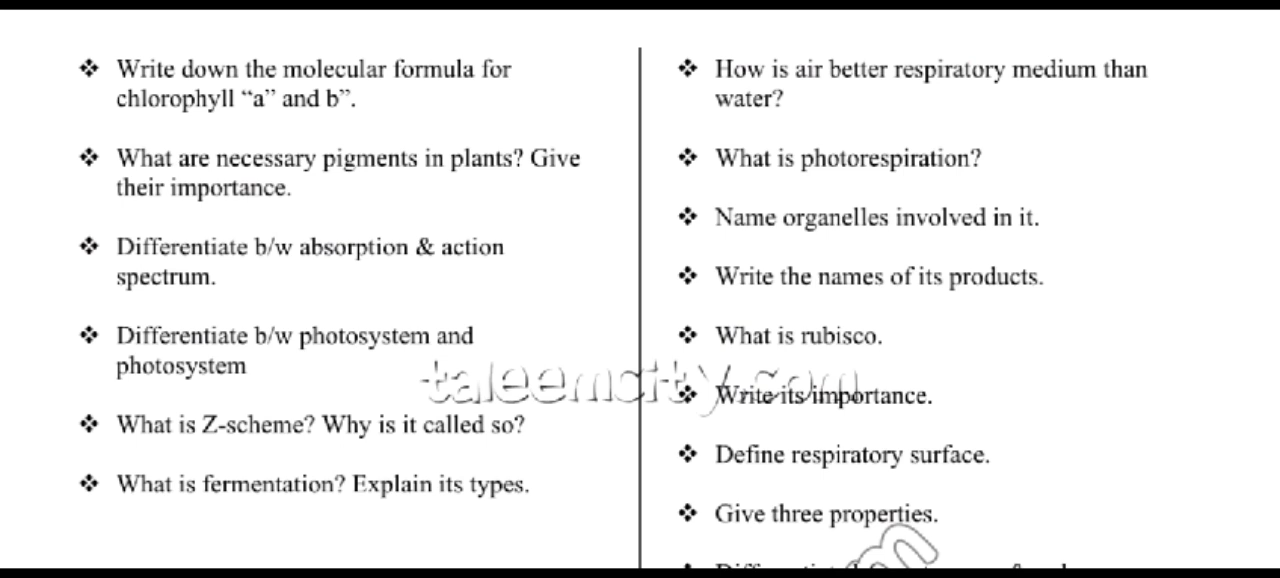 ❖ Write down the molecular formula for
chlorophyll “a” and b”.
❖ What are necessary pigments in plants? Give
their importance.
❖ Differentiate b/w absorption & action
spectrum.
❖ Differentiate b/w photosystem and
photosystem
❖ What is Z-scheme? Why is it called so?
❖ What is fermentation? Explain its types.
❖ How is air better respiratory medium than
water?
❖ What is photorespiration?
❖ Name organelles involved in it.
❖ Write the names of its products.
❖ What is rubisco.
❖ Write its importance.
❖ Define respiratory surface.
❖ Give three properties.
taleemcity.com